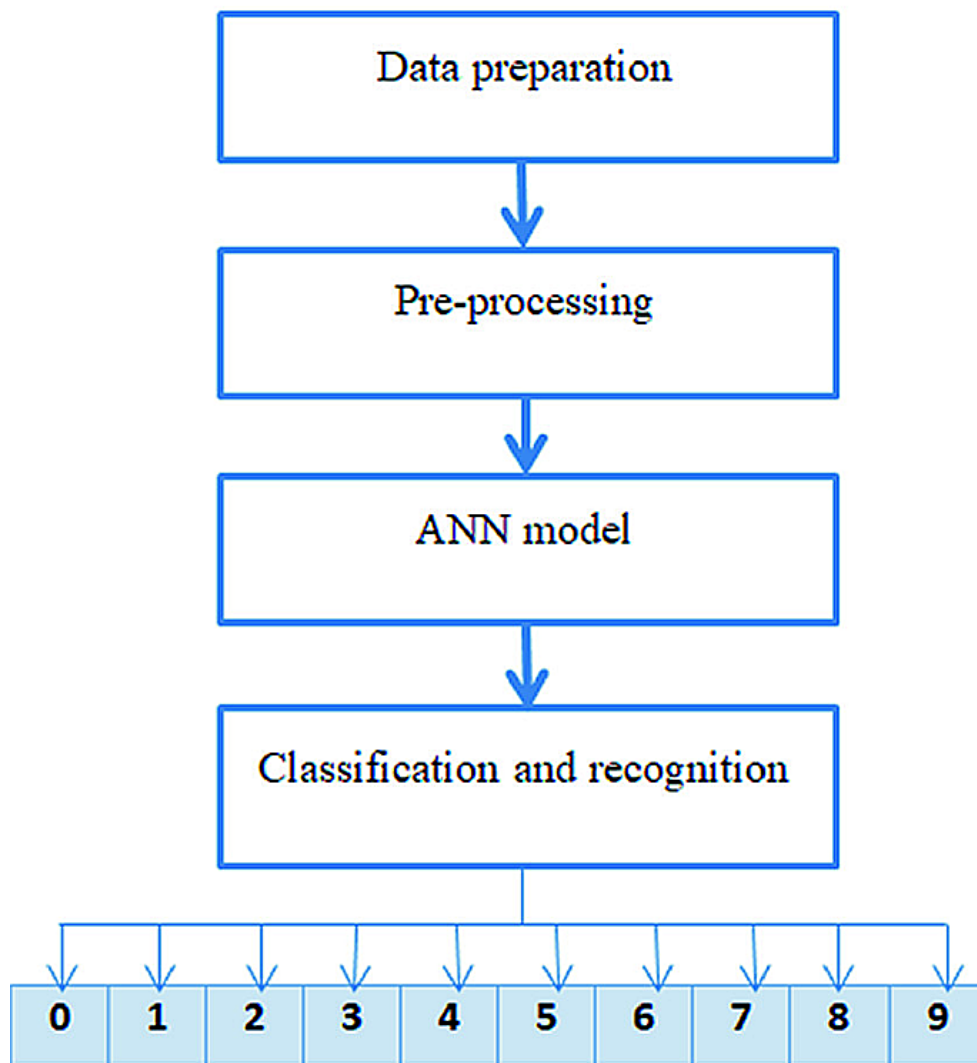 Data preparation
Pre-processing
ANN model
Classification and recognition
0 1 2 3 4 5 6 7 8 9